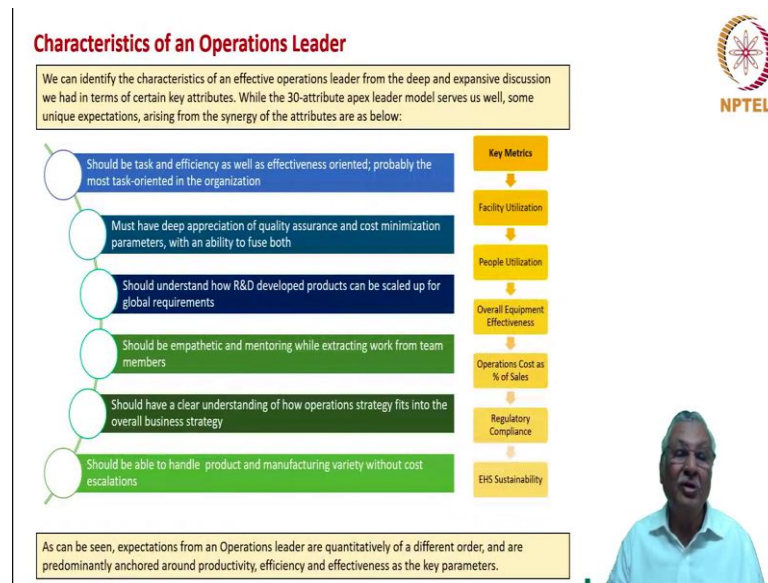 Characteristics of an Operations Leader
We can identify the characteristics of an effective operations leader from the deep and expansive discussion
we had in terms of certain key attributes. While the 30-attribute apex leader model serves us well, some
unique expectations, arising from the synergy of the attributes are as below:
Should be task and efficiency as well as effectiveness oriented; probably the
most task-oriented in the organization
Must have deep appreciation of quality assurance and cost minimization
parameters, with an ability to fuse both
Should understand how R&D developed products can be scaled up for
global requirements
Should be empathetic and mentoring while extracting work from team
members
Should have a clear understanding of how operations strategy fits into the
overall business strategy
Should be able to handle product and manufacturing variety without cost
escalations
Key Metrics
Facility Utilization
People Utilization
Overall Equipment
Effectiveness
Operations Cost as
% of Sales
Regulatory
Compliance
EHS Sustainability
As can be seen, expectations from an Operations leader are quantitatively of a different order, and are
predominantly anchored around productivity, efficiency and effectiveness as the key parameters.
NPTEL